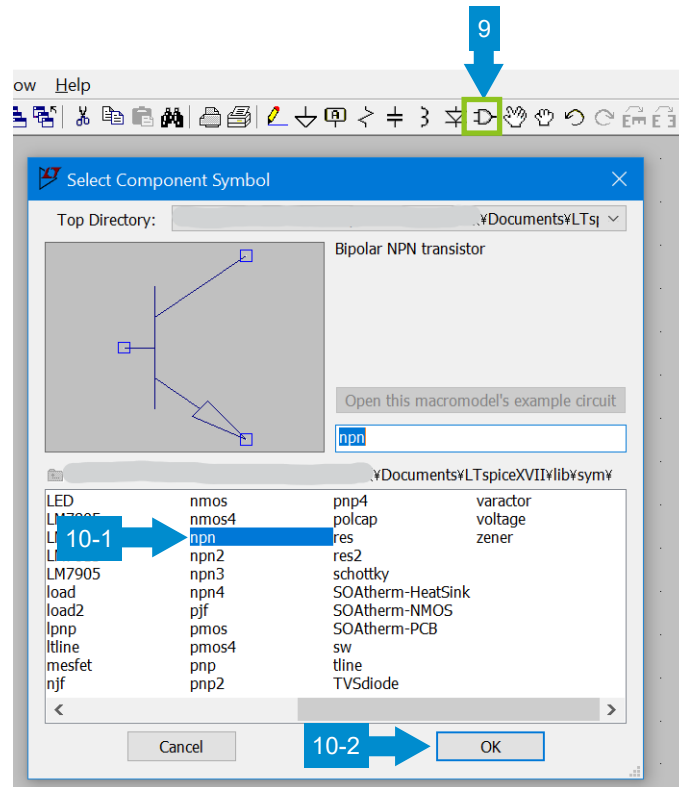 9
ow Help
Select Component Symbol
Top Directory: ¥Documents¥LTsp
Bipolar NPN transistor
Open this macromodel's example circuit
npn
¥Documents¥LTspiceXVII¥lib¥sym¥
LED nmos pnp4 varactor
nmos4 polcap voltage
10-1 npn res zener
npn2 res2
LM7905 npn3 schottky
load npn4 SOAtherm-HeatSink
load2 pjf SOAtherm-NMOS
lpnp pmos SOAtherm-PCB
ltline pmos4 sw
mesfet pnp tline
njf pnp2 TVSdiode
Cancel 10-2 OK